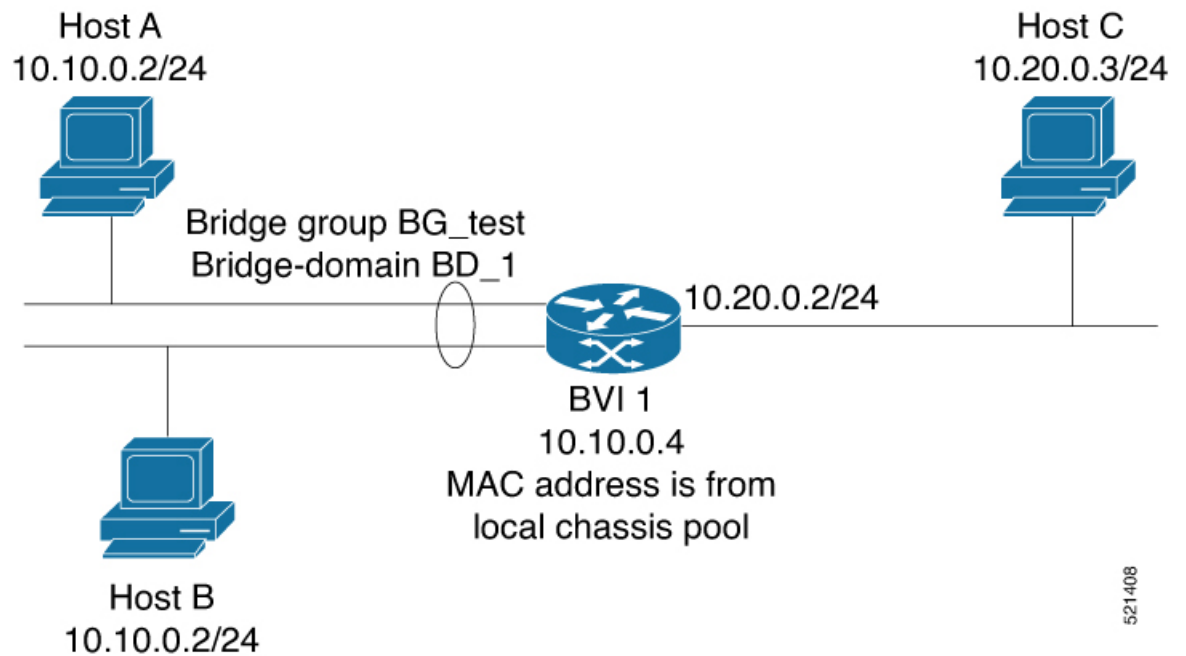 Host A
10.10.0.2/24
Host C
10.20.0.3/24
Bridge group BG_test
Bridge-domain BD_1
10.20.0.2/24
BVI 1
10.10.0.4
MAC address is from
local chassis pool
Host B
10.10.0.2/24
521408